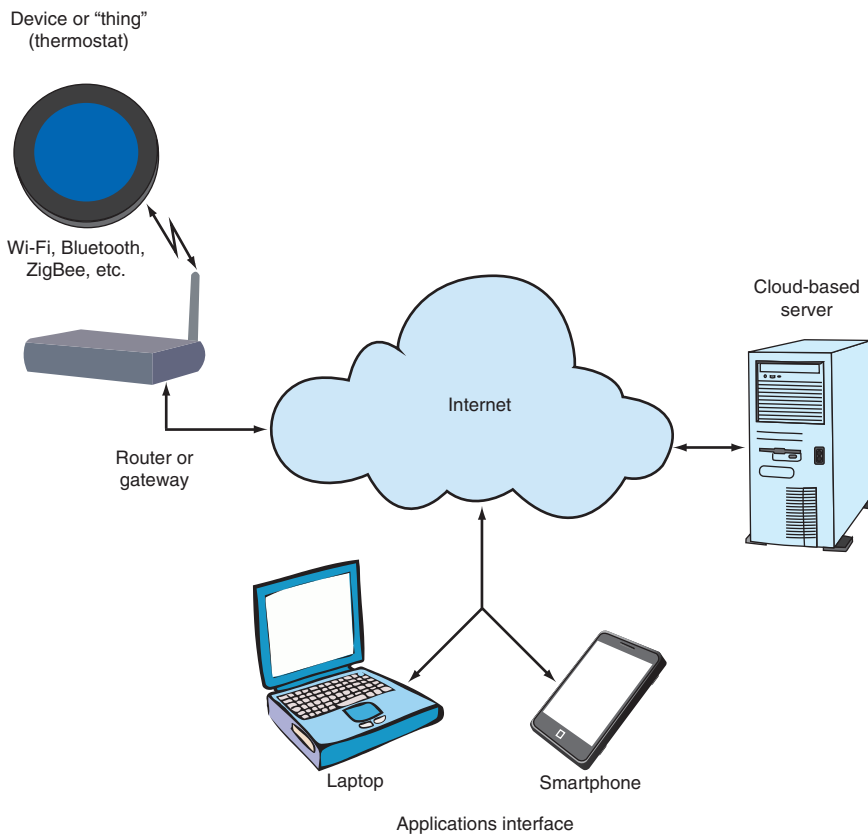 Device or “thing”
(thermostat)
Wi-Fi, Bluetooth,
ZigBee, etc.
Router or
gateway
Internet
Cloud-based
server
Laptop
Smartphone
Applications interface